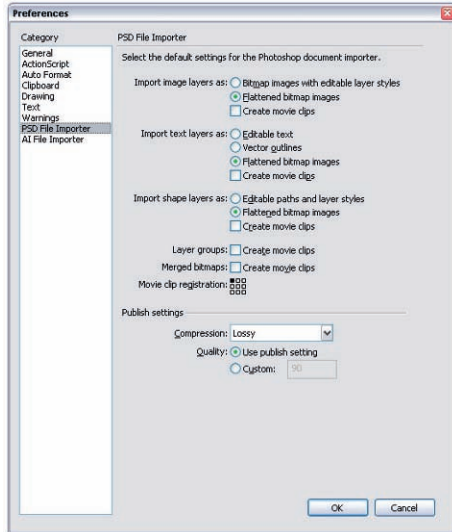 Preferences
Category
General
ActionScript
Auto Format
Clipboard
Drawing
Text
Warnings
PSD File Importer
AI File Importer
PSD File Importer
Select the default settings for the Photoshop document importer.
Import image layers as: Bitmap images with editable layer styles
Flattened bitmap images
Create movie clips
Import text layers as: Editable text
Vector outlines
Flattened bitmap images
Create movie clips
Import shape layers as: Editable paths and layer styles
Flattened bitmap images
Create movie clips
Layer groups: Create movie clips
Merged bitmaps: Create movie clips
Movie clip registration:
Publish settings
Compression: Lossy
Quality: Use publish setting
Custom: 90
OK Cancel